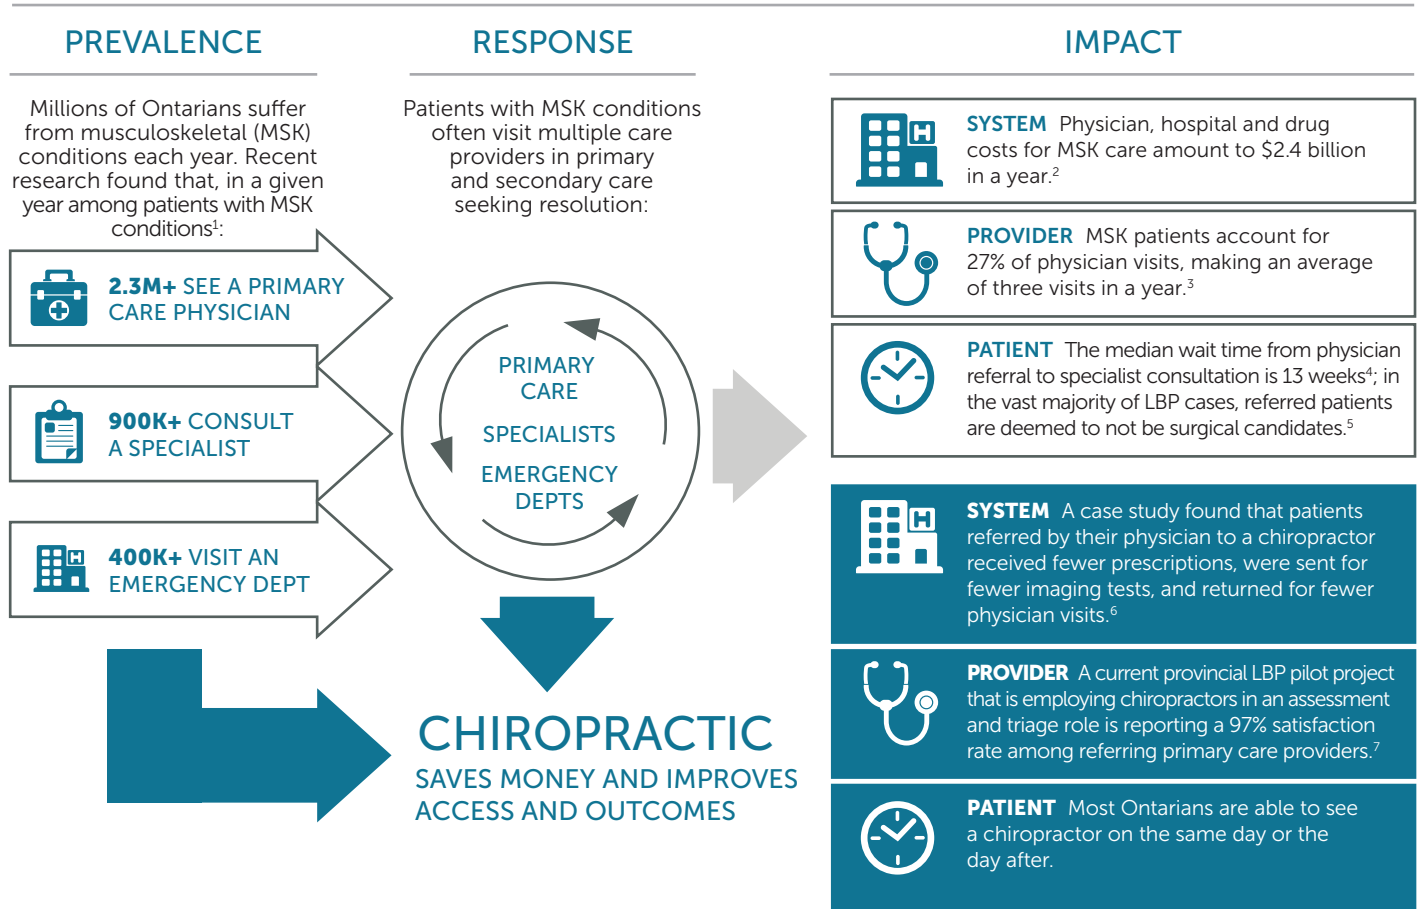 PREVALENCE
Millions of Ontarians suffer
from musculoskeletal (MSK)
conditions each year. Recent
research found that, in a given
year among patients with MSK
conditions¹:
2.3M+ SEE A PRIMARY
CARE PHYSICIAN
900K+ CONSULT
A SPECIALIST
400K+ VISIT AN
EMERGENCY DEPT
RESPONSE
Patients with MSK conditions
often visit multiple care
providers in primary
and secondary care
seeking resolution:
PRIMARY
CARE
SPECIALISTS
EMERGENCY
DEPTS
CHIROPRACTIC
SAVES MONEY AND IMPROVES
ACCESS AND OUTCOMES
IMPACT
H
SYSTEM Physician, hospital and drug
costs for MSK care amount to $2.4 billion
in a year.²
PROVIDER MSK patients account for
27% of physician visits, making an average
of three visits in a year.³
PATIENT The median wait time from physician
referral to specialist consultation is 13 weeks⁴; in
the vast majority of LBP cases, referred patients
are deemed to not be surgical candidates.⁵
H
SYSTEM A case study found that patients
referred by their physician to a chiropractor
received fewer prescriptions, were sent for
fewer imaging tests, and returned for fewer
physician visits.⁶
PROVIDER A current provincial LBP pilot project
that is employing chiropractors in an assessment
and triage role is reporting a 97% satisfaction
rate among referring primary care providers.⁷
PATIENT Most Ontarians are able to see
a chiropractor on the same day or the
day after.